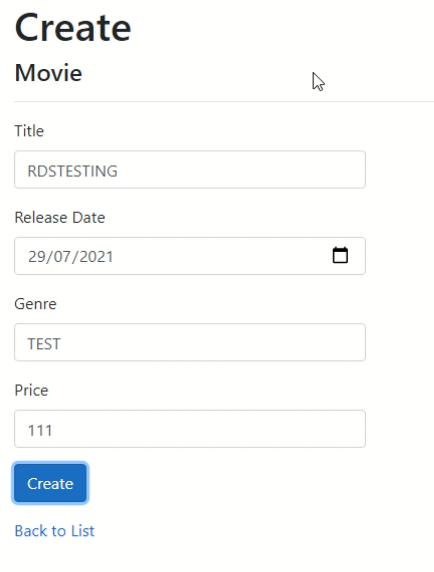 Create
Movie
Title
RDSTESTING
Release Date
29/07/2021
Genre
TEST
Price
111
Create
Back to List